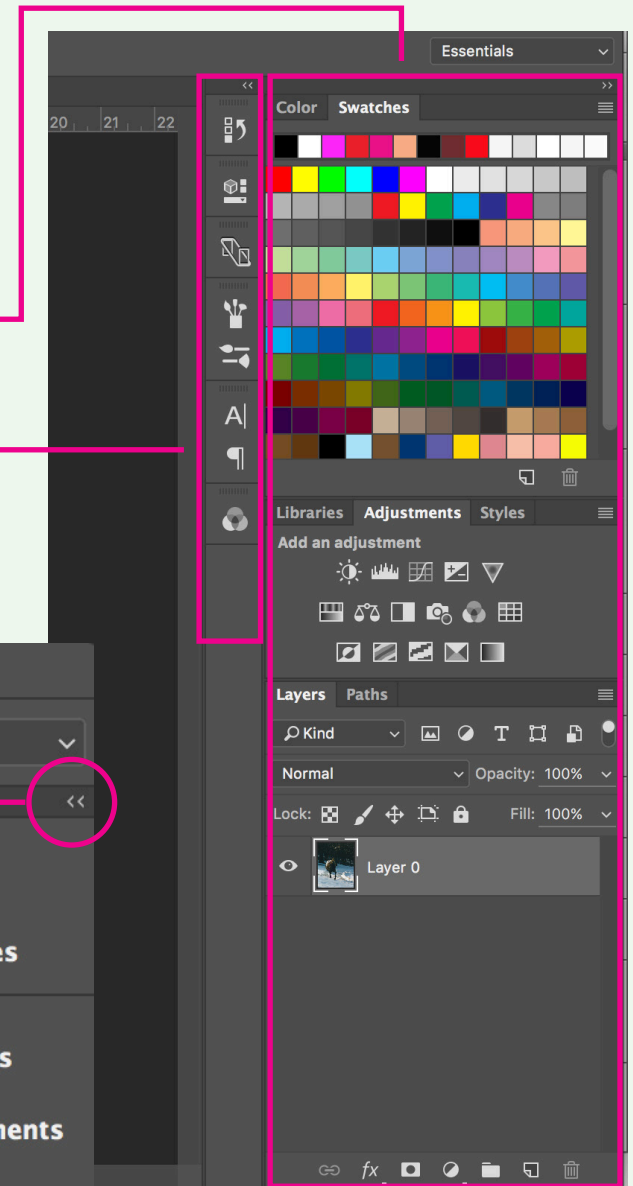 Essentials
20 21 22
Color Swatches
A
¶
Libraries Adjustments Styles
Add an adjustment
Layers Paths
Kind T
Normal Opacity: 100%
Lock: Fill: 100%
Layer 0
es
s
ments
fx